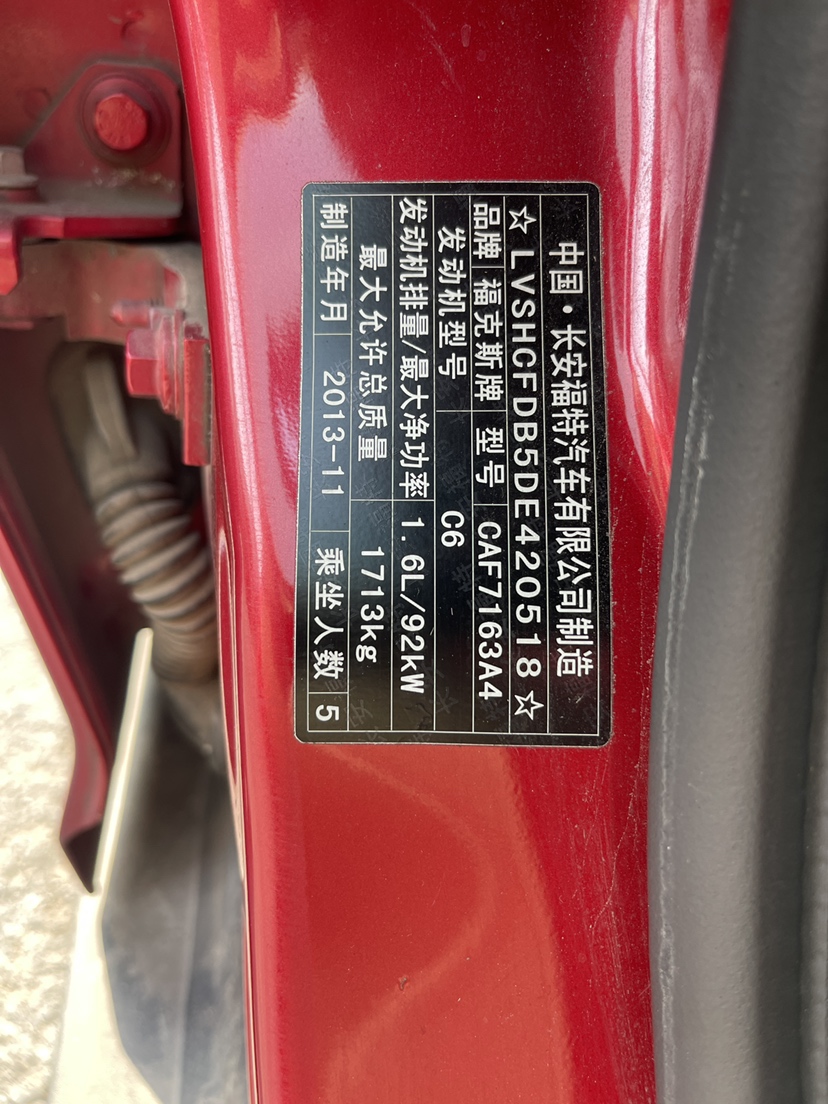 中国·长安福特汽车有限公司制造
☆LVSHCFDB5DE420518☆
品牌 福克斯牌 型号 CAF7163A4
发动机型号 C6
发动机排量/最大净功率 1.6L/92kW
最大允许总质量 1713kg
制造年月 2013-11 乘坐人数 5